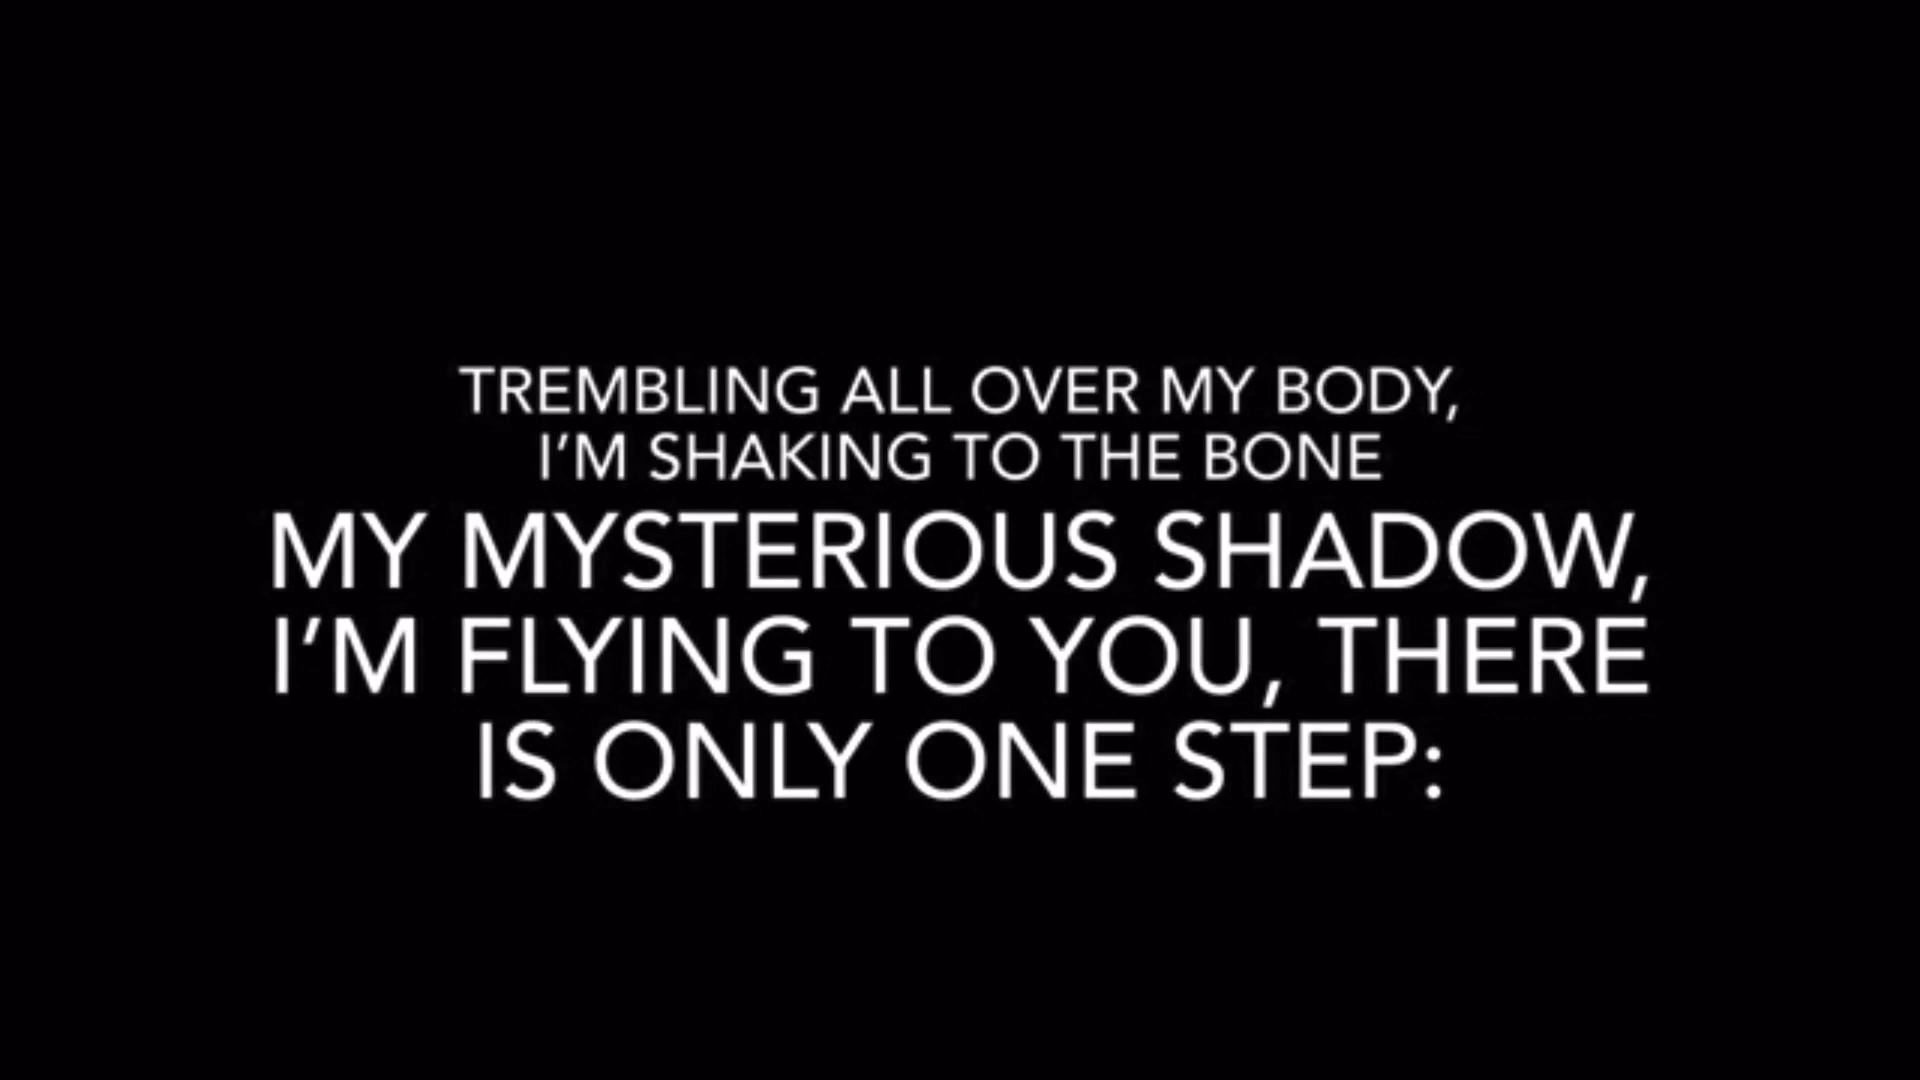 TREMBLING ALL OVER MY BODY,
I’M SHAKING TO THE BONE
MY MYSTERIOUS SHADOW,
I’M FLYING TO YOU, THERE
IS ONLY ONE STEP: